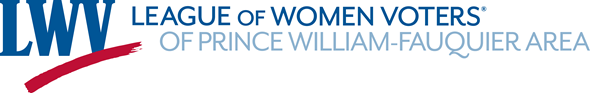 LWV LEAGUE OF WOMEN VOTERS®
OF PRINCE WILLIAM-FAUQUIER AREA